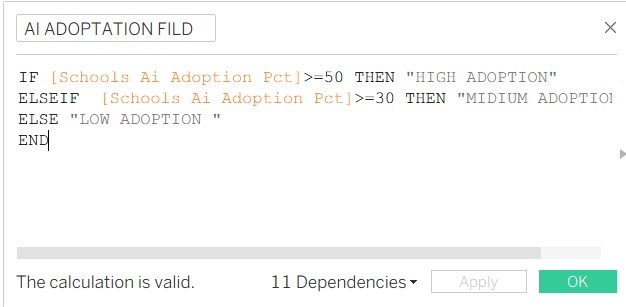 AI ADOPTATION FILD
IF [Schools Ai Adoption Pct]>=50 THEN "HIGH ADOPTION"
ELSEIF  [Schools Ai Adoption Pct]>=30 THEN "MIDIUM ADOPTIO
ELSE "LOW ADOPTION "
END
The calculation is valid. 11 Dependencies Apply OK